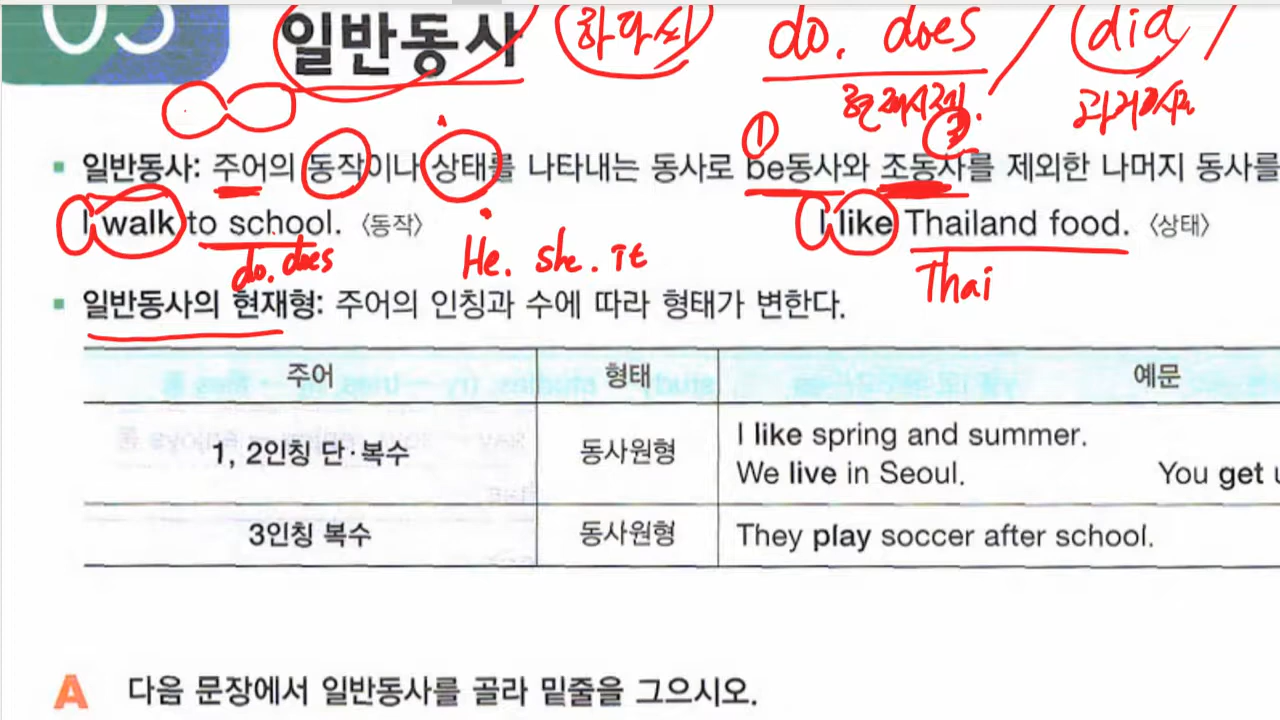 03 일반동사 하다씨 do. does / did /
현재시제. 과거시제
① ②
일반동사: 주어의 동작이나 상태를 나타내는 동사로 be동사와 조동사를 제외한 나머지 동사를
I walk to school. 〈동작〉 I like Thailand food. 〈상태〉
do. does He. she. it Thai
일반동사의 현재형: 주어의 인칭과 수에 따라 형태가 변한다.
주어 형태 예문
1, 2인칭 단·복수 동사원형 I like spring and summer.
We live in Seoul. You get u
3인칭 복수 동사원형 They play soccer after school.
A 다음 문장에서 일반동사를 골라 밑줄을 그으시오.